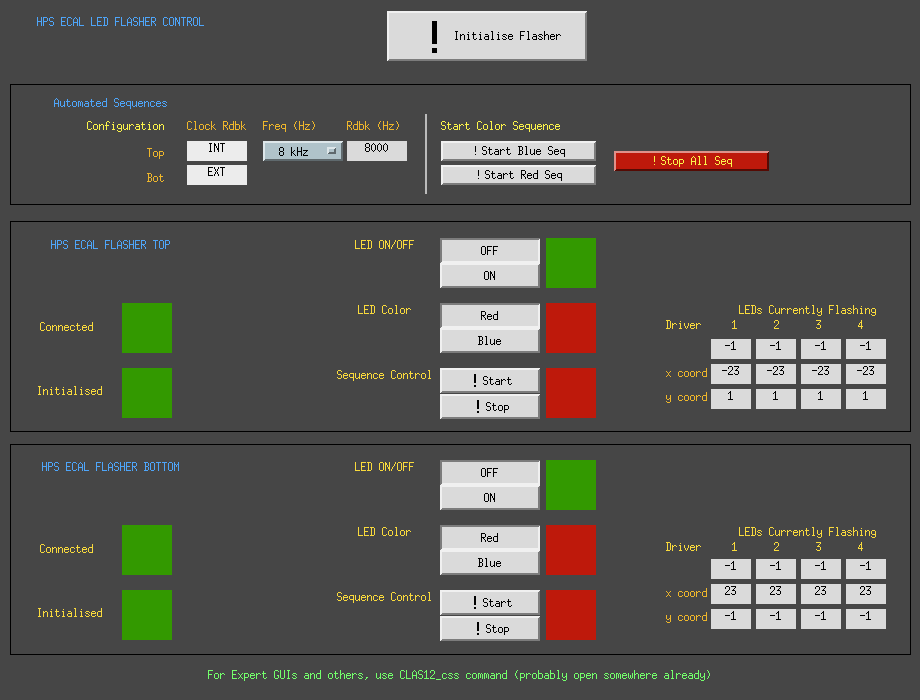 HPS ECAL LED FLASHER CONTROL
! Initialise Flasher
Automated Sequences
Configuration Clock Rdbk Freq (Hz) Rdbk (Hz) Start Color Sequence
Top INT 8 kHz 8000 ! Start Blue Seq
! Stop All Seq
Bot EXT ! Start Red Seq
HPS ECAL FLASHER TOP LED ON/OFF OFF
ON
Connected LED Color Red
Blue
Initialised Sequence Control ! Start
! Stop
LEDs Currently Flashing
Driver 1 2 3 4
-1 -1 -1 -1
x coord -23 -23 -23 -23
y coord 1 1 1 1
HPS ECAL FLASHER BOTTOM LED ON/OFF OFF
ON
Connected LED Color Red
Blue
Initialised Sequence Control ! Start
! Stop
LEDs Currently Flashing
Driver 1 2 3 4
-1 -1 -1 -1
x coord 23 23 23 23
y coord -1 -1 -1 -1
For Expert GUIs and others, use CLAS12_css command (probably open somewhere already)